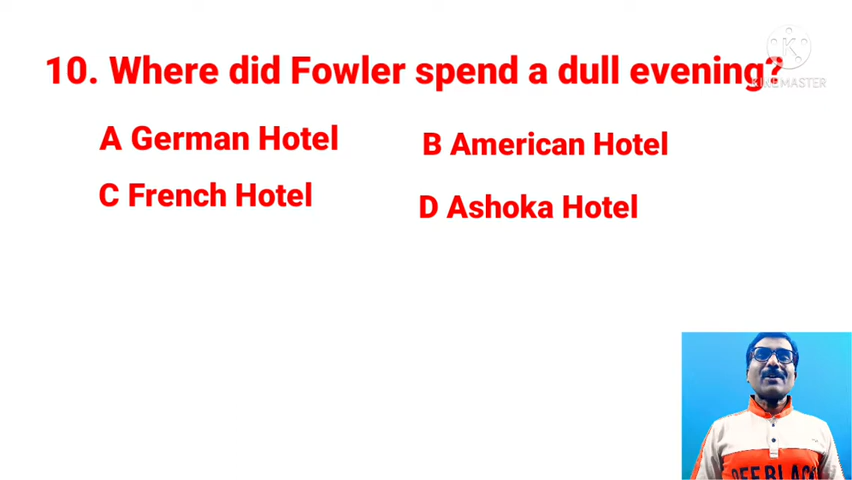 10. Where did Fowler spend a dull evening?
KINEMASTER
A German Hotel
B American Hotel
C French Hotel
D Ashoka Hotel